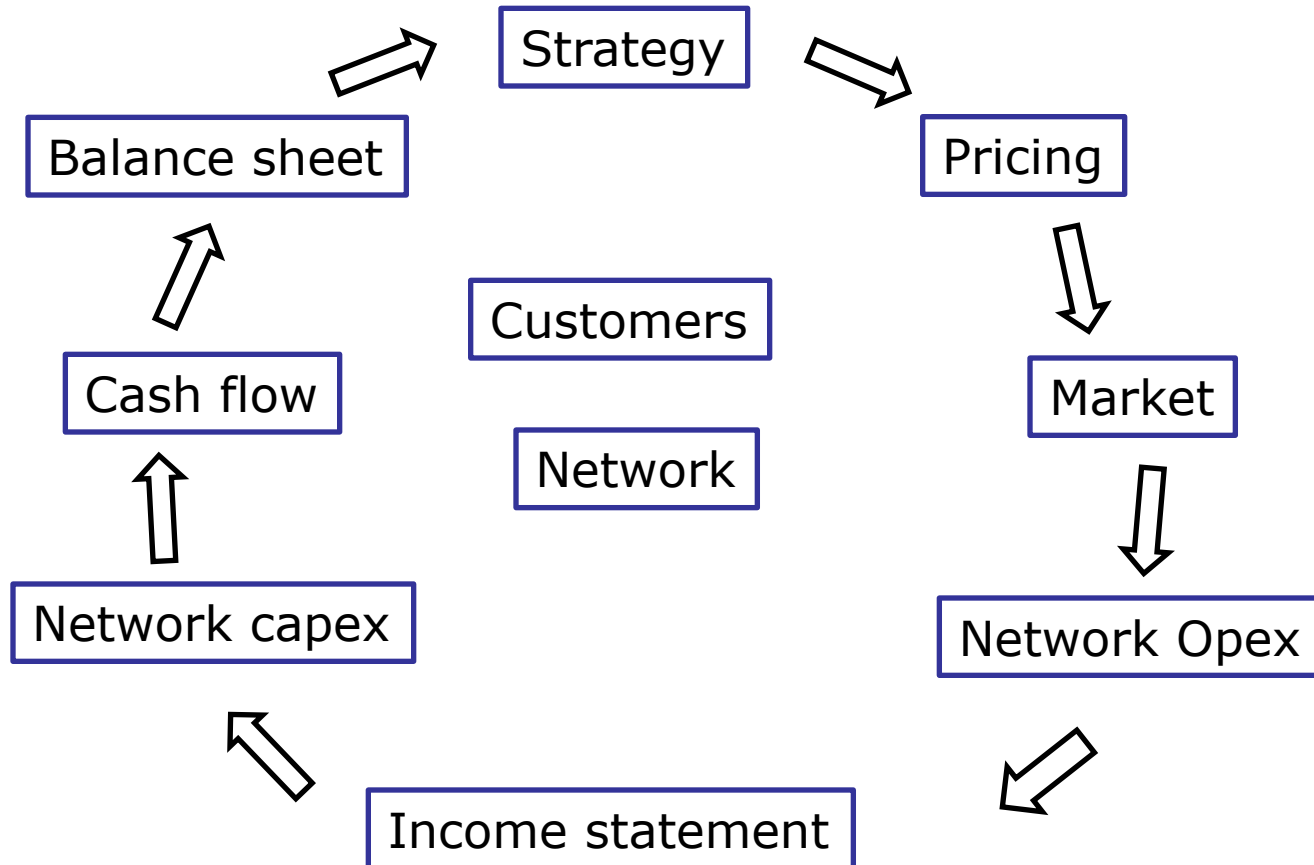 Strategy
Balance sheet
Pricing
Customers
Cash flow
Market
Network
Network capex
Network Opex
Income statement